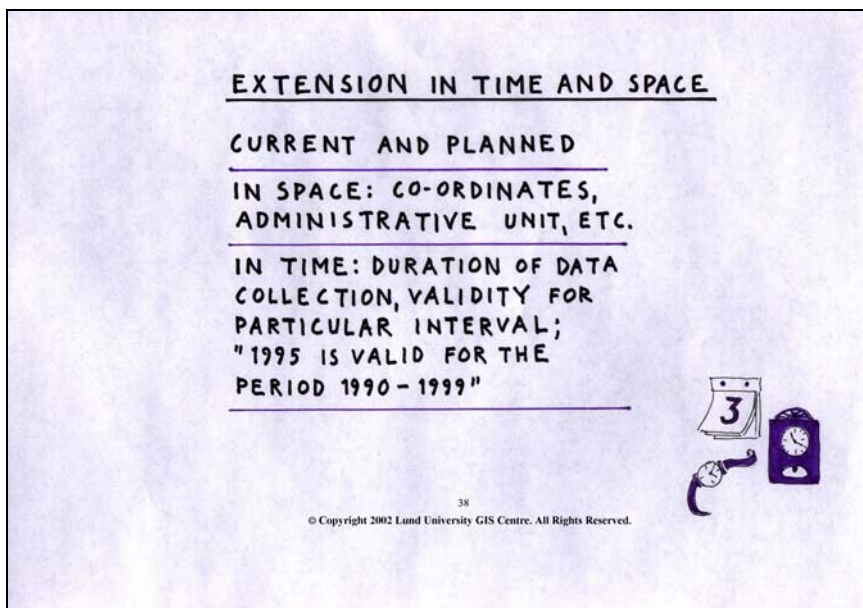 EXTENSION IN TIME AND SPACE
CURRENT AND PLANNED
IN SPACE: CO-ORDINATES,
ADMINISTRATIVE UNIT, ETC.
IN TIME: DURATION OF DATA
COLLECTION, VALIDITY FOR
PARTICULAR INTERVAL;
"1995 IS VALID FOR THE
PERIOD 1990-1999"
3
38
© Copyright 2002 Lund University GIS Centre. All Rights Reserved.